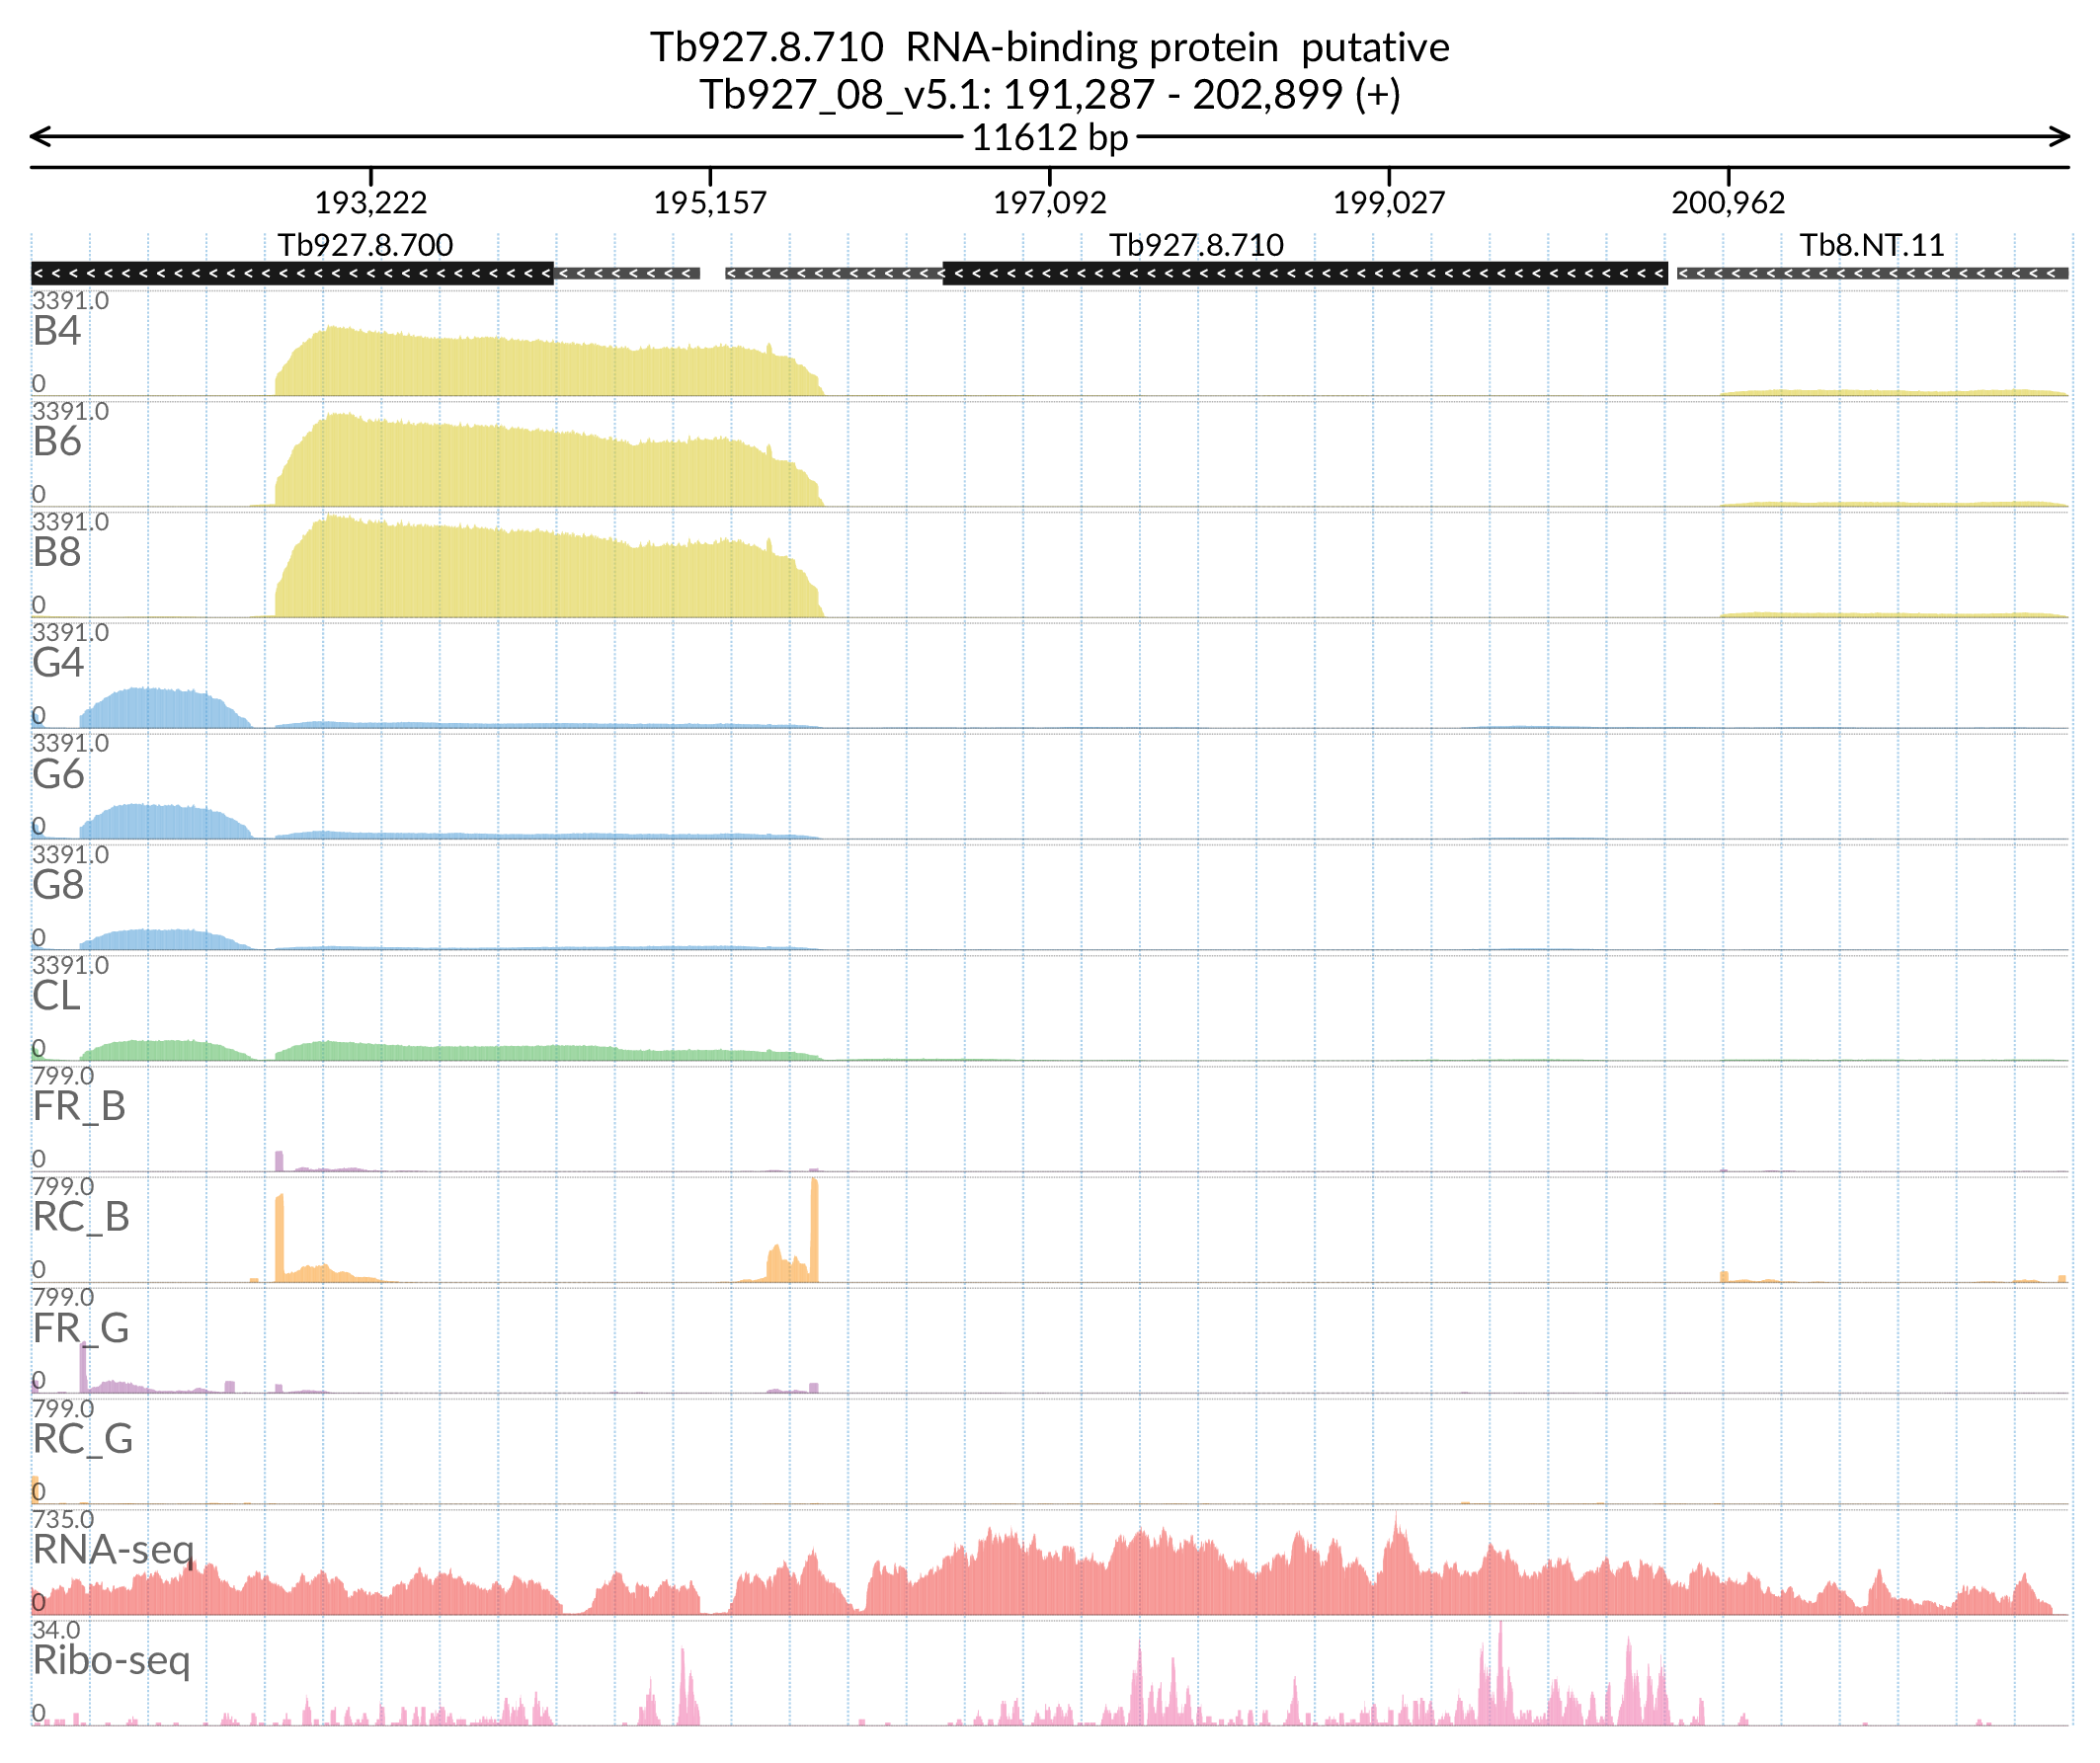 Tb927.8.710 RNA-binding protein putative
Tb927_08_v5.1: 191,287 - 202,899 (+)
11612 bp
193,222 195,157 197,092 199,027 200,962
Tb927.8.700 Tb927.8.710 Tb8.NT.11
3391.0
B4
0
3391.0
B6
0
3391.0
B8
0
3391.0
G4
0
3391.0
G6
0
3391.0
G8
0
3391.0
CL
0
799.0
FR_B
0
799.0
RC_B
0
799.0
FR_G
0
799.0
RC_G
0
735.0
RNA-seq
0
34.0
Ribo-seq
0